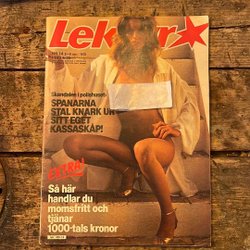 Lektyr
Skandalen i polishuset:
SPANARNA
STAL KNARK UR
SITT EGET
KASSASKÅP!
EXTRA!
Så här
handlar du
momsfritt och
tjänar
1000-tals kronor